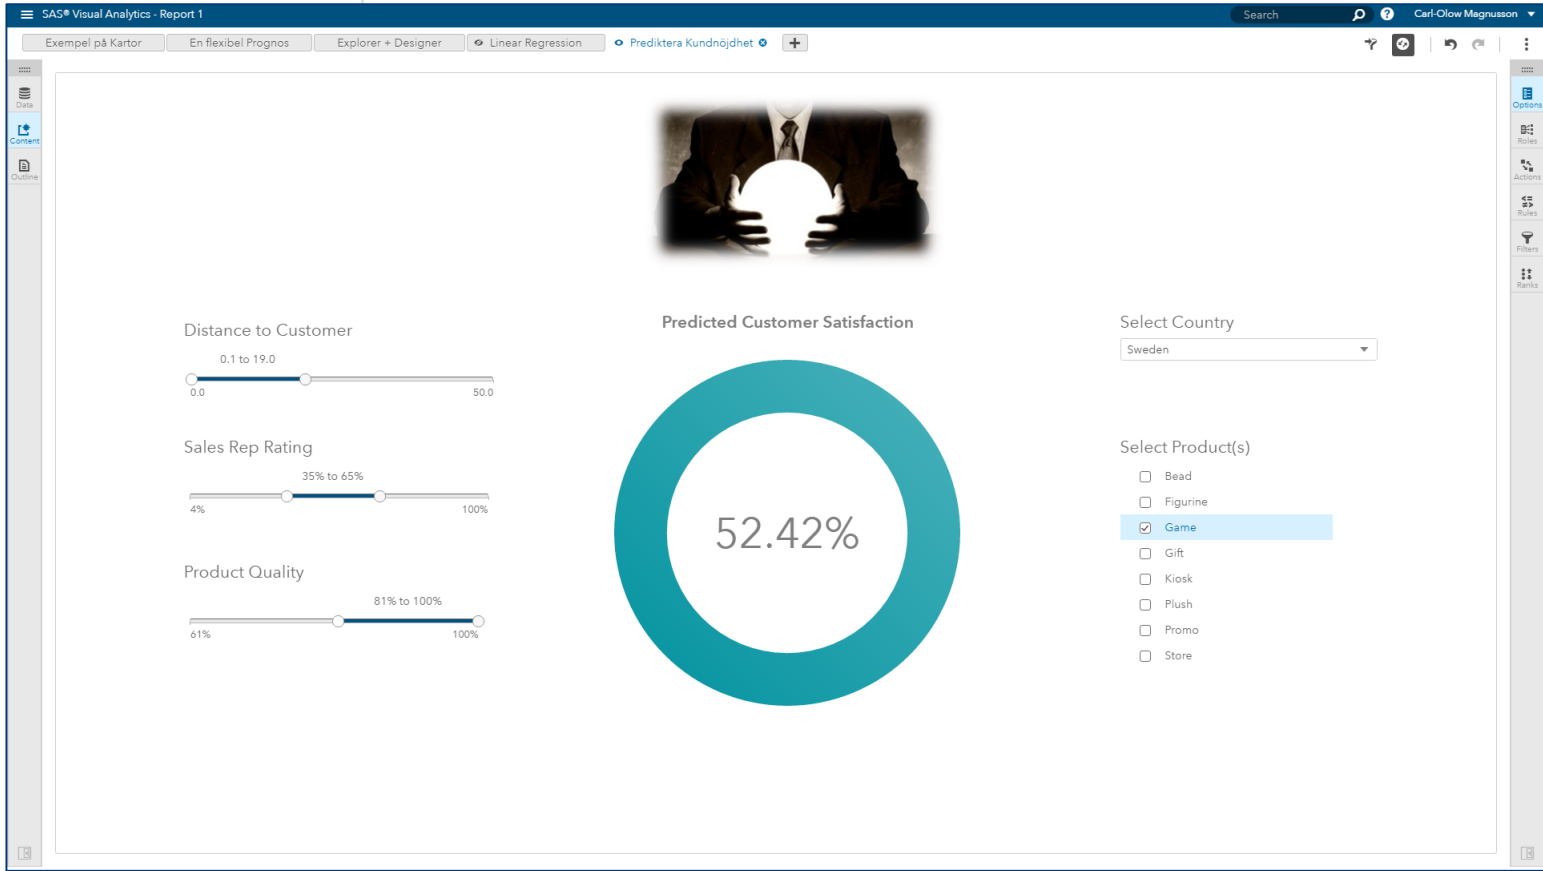 SAS® Visual Analytics - Report 1
Search
Carl-Olow Magnusson
Exempel på Kartor
En flexibel Prognos
Explorer + Designer
Linear Regression
Prediktera Kundnöjdhet
Data
Content
Outline
Options
Roles
Actions
Rules
Filters
Ranks
Distance to Customer
0.1 to 19.0
0.0 50.0
Sales Rep Rating
35% to 65%
4% 100%
Product Quality
81% to 100%
61% 100%
Predicted Customer Satisfaction
52.42%
Select Country
Sweden
Select Product(s)
Bead
Figurine
Game
Gift
Kiosk
Plush
Promo
Store